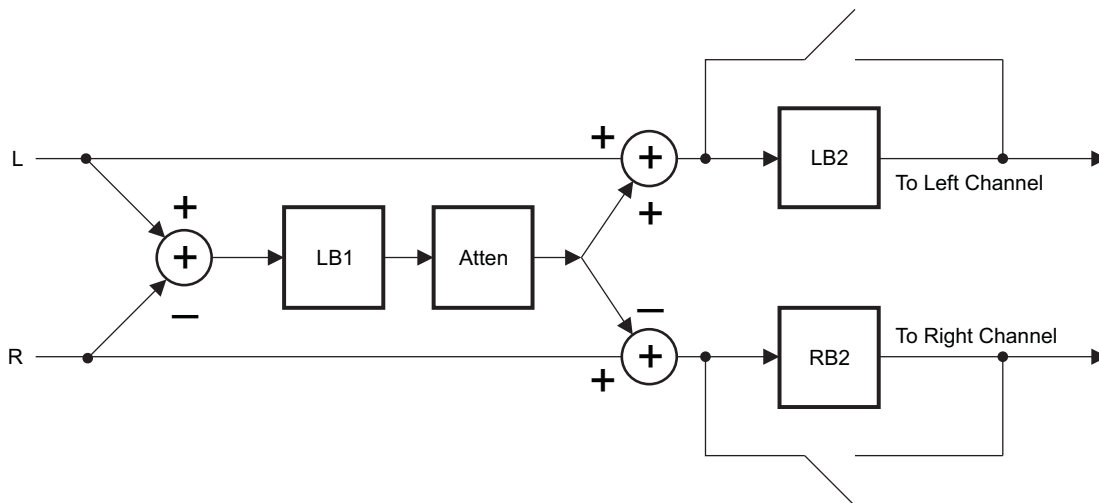 +
L
+
LB2
To Left Channel
+
+
+
LB1
Atten
−
−
To Right Channel
R
+
RB2
+